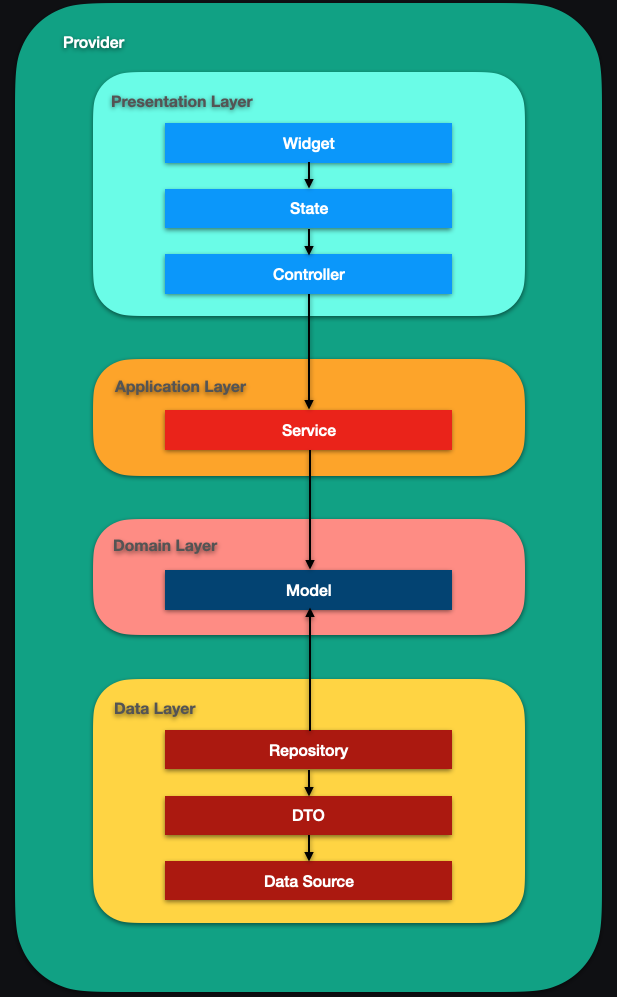 Provider
Presentation Layer
Widget
State
Controller
Application Layer
Service
Domain Layer
Model
Data Layer
Repository
DTO
Data Source